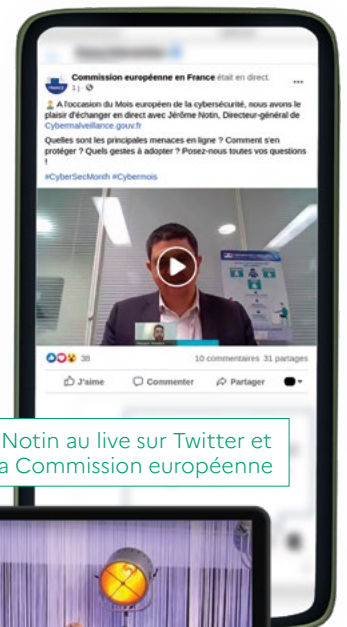 Commission européenne en France était en direct.
1 j ·
A l'occasion du Mois européen de la cybersécurité, nous avons le
plaisir d'échanger en direct avec Jérôme Notin, Directeur-général de
Cybermalveillance.gouv.fr
Quelles sont les principales menaces en ligne ? Comment s'en
protéger ? Quels gestes à adopter ? Posez-nous toutes vos questions
!
#CyberSecMonth #Cybermois
38
10 commentaires 31 partages
J'aime
Commenter
Partager
Notin au live sur Twitter et
a Commission européenne